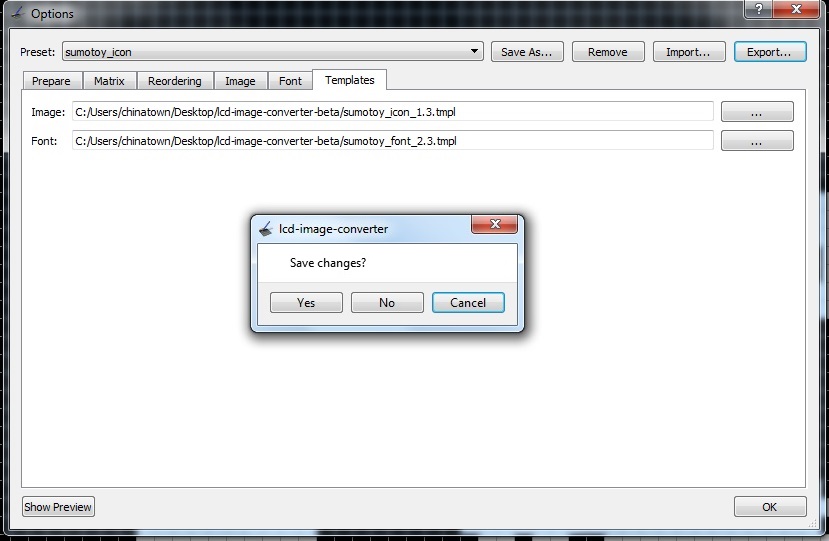 Options
Preset: sumotoy_icon Save As... Remove Import... Export...
Prepare Matrix Reordering Image Font Templates
Image: C:/Users/chinatown/Desktop/lcd-image-converter-beta/sumotoy_icon_1.3.tmpl ...
Font: C:/Users/chinatown/Desktop/lcd-image-converter-beta/sumotoy_font_2.3.tmpl ...
lcd-image-converter
Save changes?
Yes No Cancel
Show Preview OK